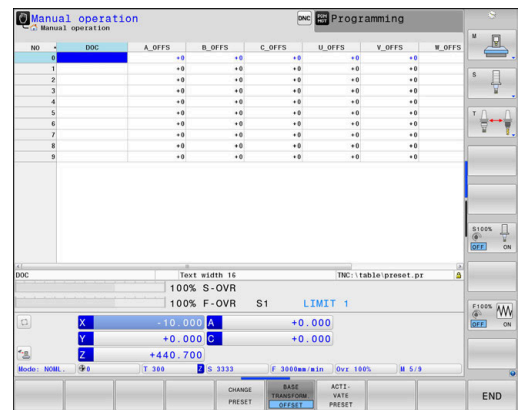 Manual operation DNC Programming
Manual operation
NO DOC A_OFFS B_OFFS C_OFFS U_OFFS V_OFFS W_OFFS
0 +0 +0 +0 +0 +0
1 +0 +0 +0 +0 +0
2 +0 +0 +0 +0 +0
3 +0 +0 +0 +0 +0
4 +0 +0 +0 +0 +0
5 +0 +0 +0 +0 +0
6 +0 +0 +0 +0 +0
7 +0 +0 +0 +0 +0
8 +0 +0 +0 +0 +0
9 +0 +0 +0 +0 +0
DOC Text width 16 TNC:\table\preset.pr
100% S-OVR
100% F-OVR S1 LIMIT 1
X -10.000 A +0.000
Y +0.000 C +0.000
Z +440.700
Mode: NOML. 0 T 300 Z S 3333 F 3000mm/min Ovr 100% M 5/9
M
S
T
S100%
OFF ON
F100%
OFF ON
CHANGE PRESET
BASE TRANSFORM. OFFSET
ACTI- VATE PRESET
END